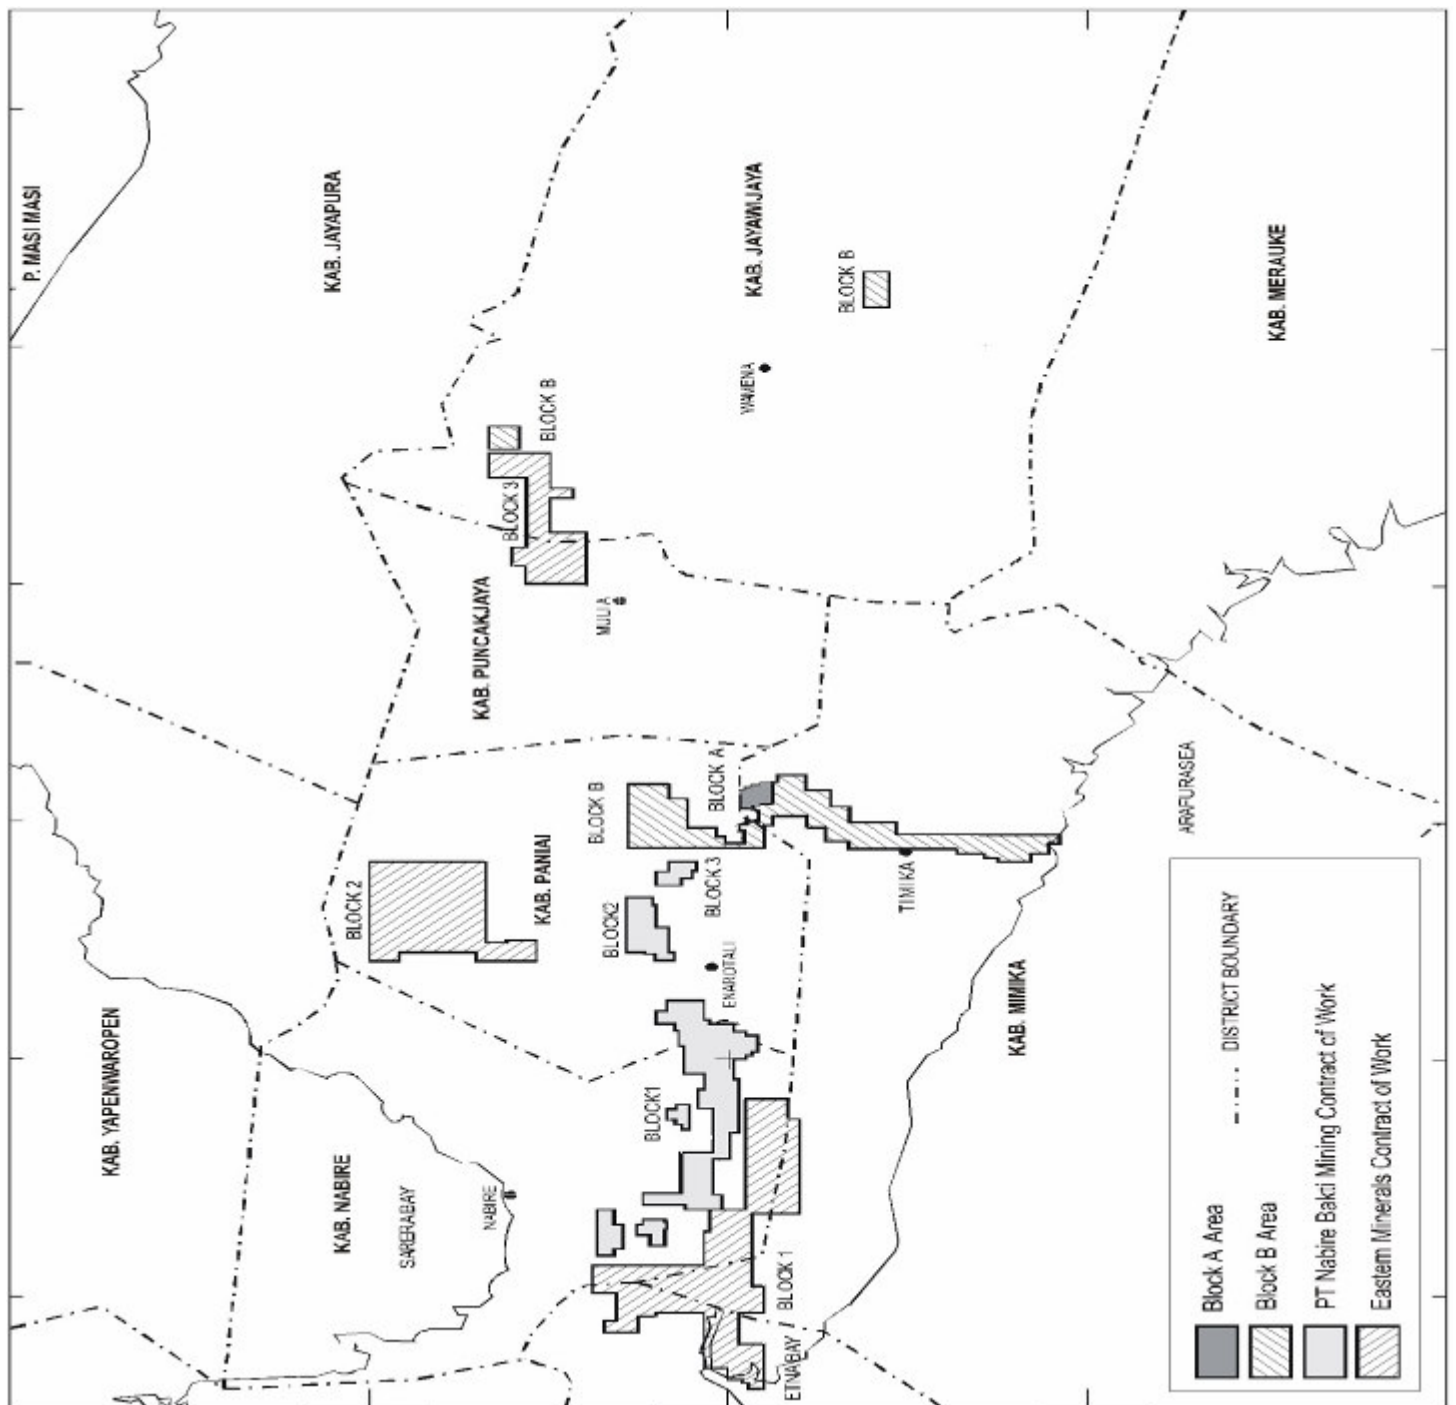 P. MASI MASI
KAB. JAYAPURA
KAB. JAYAWIJAYA
BLOCK B
KAB. MERAUKE
WAMENA
BLOCK B
BLOCK 3
MULIA
KAB. PUNCAKJAYA
BLOCK A
BLOCK B
ARAFURASEA
KAB. PANIAI
BLOCK 2
BLOCK 3
BLOCK2
TIMIKA
ENAROTALI
KAB. MIMIKA
KAB. YAPENWAROPEN
BLOCK1
KAB. NABIRE
SARERABAY
NABIRE
BLOCK 1
ETNABAY
DISTRICT BOUNDARY
Block A Area
Block B Area
PT Nabire Bakti Mining Contract of Work
Eastern Minerals Contract of Work